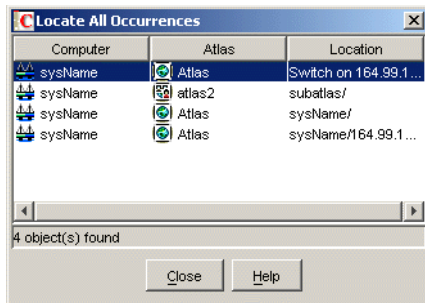 Locate All Occurrences
Computer Atlas Location
sysName Atlas Switch on 164.99.1...
sysName atlas2 subatlas/
sysName Atlas sysName/
sysName Atlas sysName/164.99.1...
4 object(s) found
Close Help